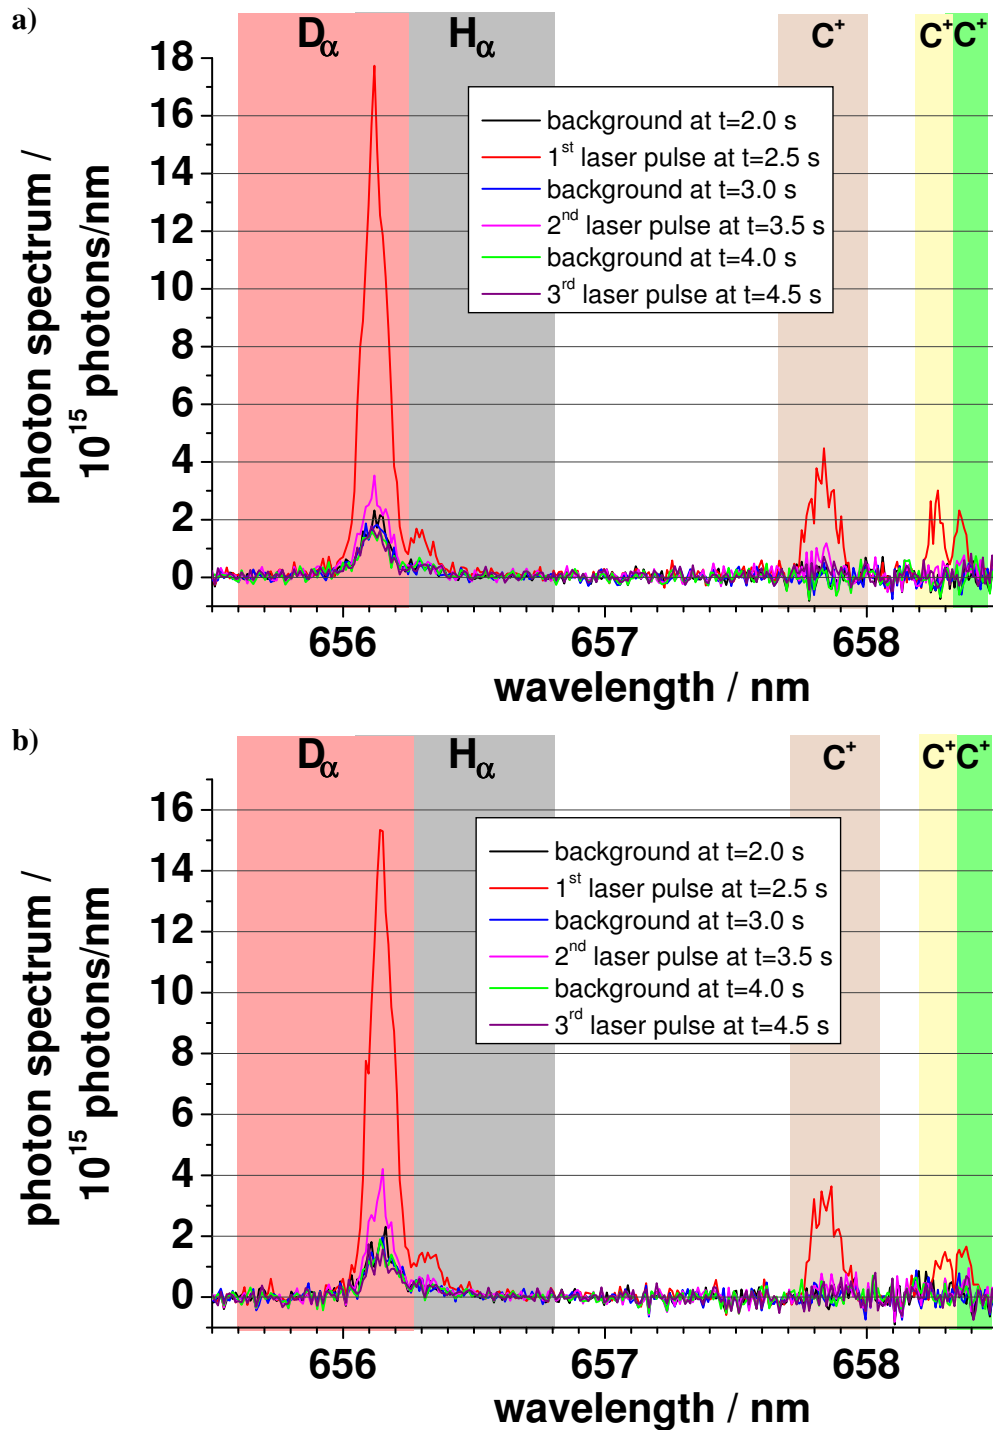 a)
Dα Hα C⁺ C⁺ C⁺
18
16
14
12
10
8
6
4
2
0
photon spectrum /
10¹⁵ photons/nm
background at t=2.0 s
1ˢᵗ laser pulse at t=2.5 s
background at t=3.0 s
2ⁿᵈ laser pulse at t=3.5 s
background at t=4.0 s
3ʳᵈ laser pulse at t=4.5 s
656 657 658
wavelength / nm
b)
Dα Hα C⁺ C⁺ C⁺
16
14
12
10
8
6
4
2
0
photon spectrum /
10¹⁵ photons/nm
background at t=2.0 s
1ˢᵗ laser pulse at t=2.5 s
background at t=3.0 s
2ⁿᵈ laser pulse at t=3.5 s
background at t=4.0 s
3ʳᵈ laser pulse at t=4.5 s
656 657 658
wavelength / nm